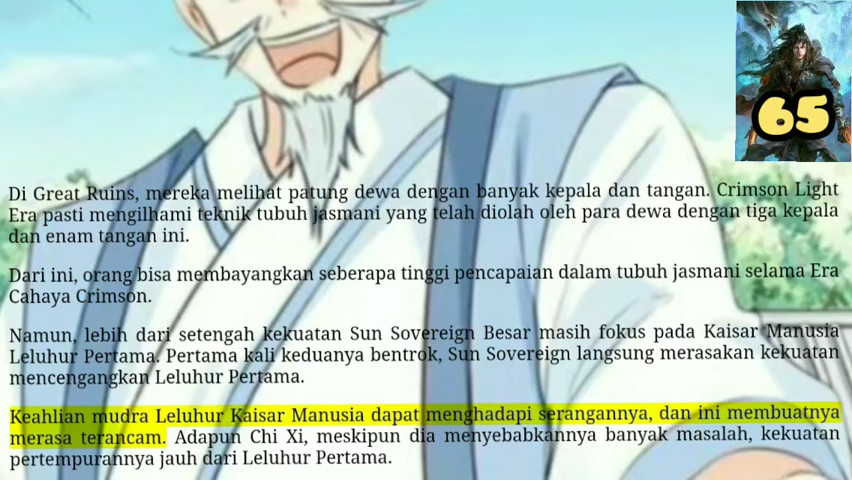 65
Di Great Ruins, mereka melihat patung dewa dengan banyak kepala dan tangan. Crimson Light
Era pasti mengilhami teknik tubuh jasmani yang telah diolah oleh para dewa dengan tiga kepala
dan enam tangan ini.
Dari ini, orang bisa membayangkan seberapa tinggi pencapaian dalam tubuh jasmani selama Era
Cahaya Crimson.
Namun, lebih dari setengah kekuatan Sun Sovereign Besar masih fokus pada Kaisar Manusia
Leluhur Pertama. Pertama kali keduanya bentrok, Sun Sovereign langsung merasakan kekuatan
mencengangkan Leluhur Pertama.
Keahlian mudra Leluhur Kaisar Manusia dapat menghadapi serangannya, dan ini membuatnya
merasa terancam. Adapun Chi Xi, meskipun dia menyebabkannya banyak masalah, kekuatan
pertempurannya jauh dari Leluhur Pertama.